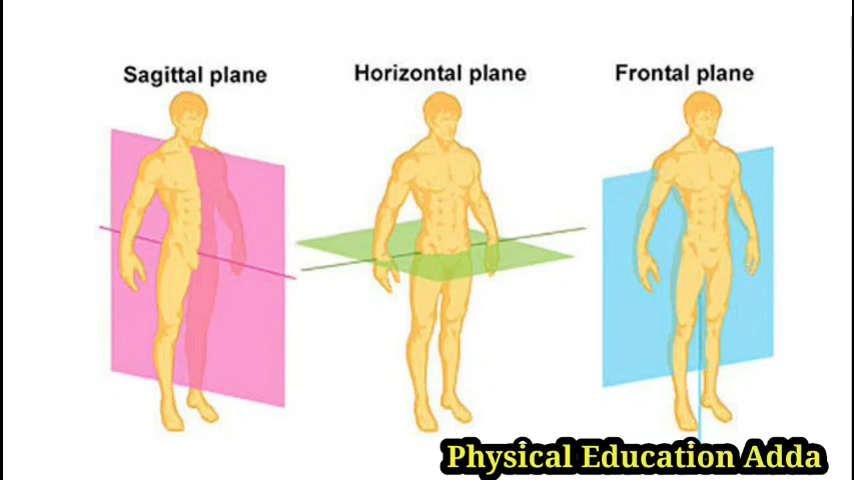 Sagittal plane
Horizontal plane
Frontal plane
Physical Education Adda